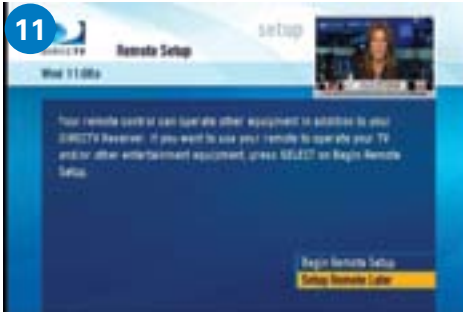 11
setup
DIRECTV
Remote Setup
Wed 11:08a
Your remote control can operate other equipment in addition to your
DIRECTV Receiver. If you want to use your remote to operate your TV
and/or other entertainment equipment, press SELECT on Begin Remote
Setup.
Begin Remote Setup
Setup Remote Later